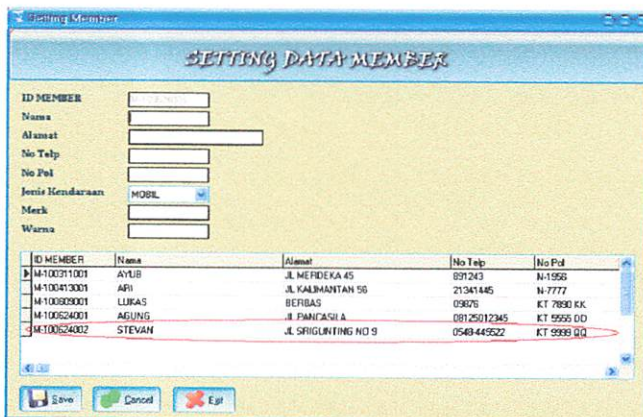 Setting Member
SETTING DATA MEMBER
ID MEMBER
Nama
Alamat
No Telp
No Pol
Jenis Kendaraan MOBIL
Merk
Warna
ID MEMBER Nama Alamat No Telp No Pol
M-100311001 AYUB JL MERDEKA 45 891243 N-1956
M-100413001 ARI JL KALIMANTAN 56 21341445 N-7777
M-100609001 LUKAS BERBAS 09876 KT 7890 KK
M-100624001 AGUNG JL PANCASILA 08125012345 KT 5555 DD
M-100624002 STEVAN JL SRIGUNTING NO 9 0548-445522 KT 9999 QQ
Save Cancel Exit